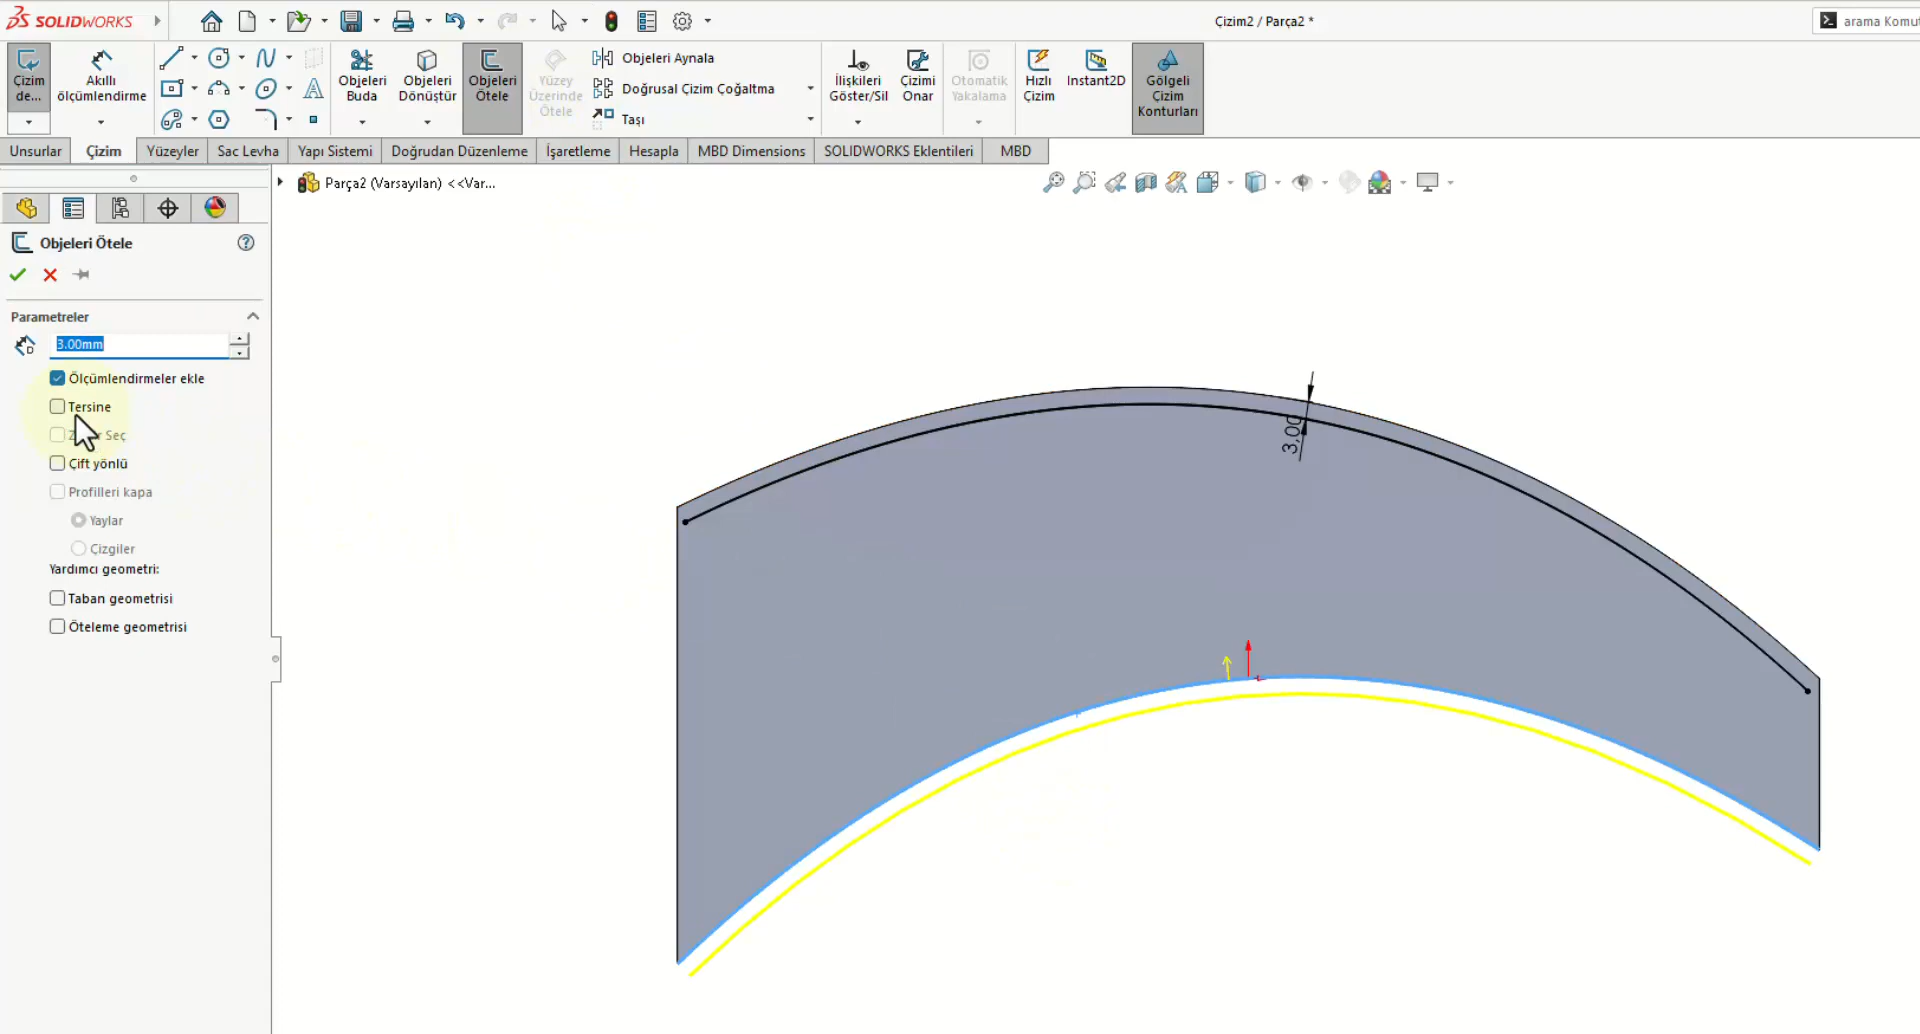 SOLIDWORKS
Çizim2 / Parça2 *
arama Komut
Çizim de...
Akıllı ölçümlendirme
Objeleri Buda
Objeleri Dönüştür
Objeleri Ötele
Yüzey Üzerinde Ötele
Objeleri Aynala
Doğrusal Çizim Çoğaltma
Taşı
İlişkileri Göster/Sil
Çizimi Onar
Otomatik Yakalama
Hızlı Çizim
Instant2D
Gölgeli Çizim Konturları
Unsurlar Çizim Yüzeyler Sac Levha Yapı Sistemi Doğrudan Düzenleme İşaretleme Hesapla MBD Dimensions SOLIDWORKS Eklentileri MBD
Parça2 (Varsayılan) <<Var...
Objeleri Ötele
Parametreler
3.00mm
Ölçümlendirmeler ekle
Tersine
Seç
Çift yönlü
Profilleri kapa
Yaylar
Çizgiler
Yardımcı geometri:
Taban geometrisi
Öteleme geometrisi
3,00